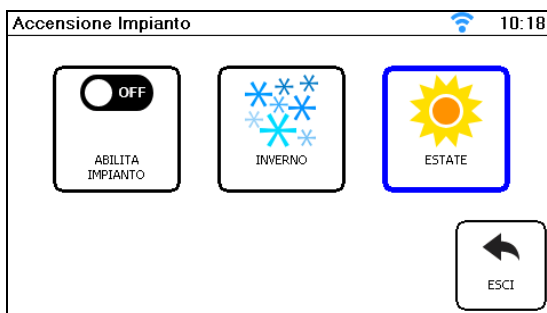 Accensione Impianto 10:18
OFF
ABILITA
IMPIANTO
INVERNO
ESTATE
ESCI